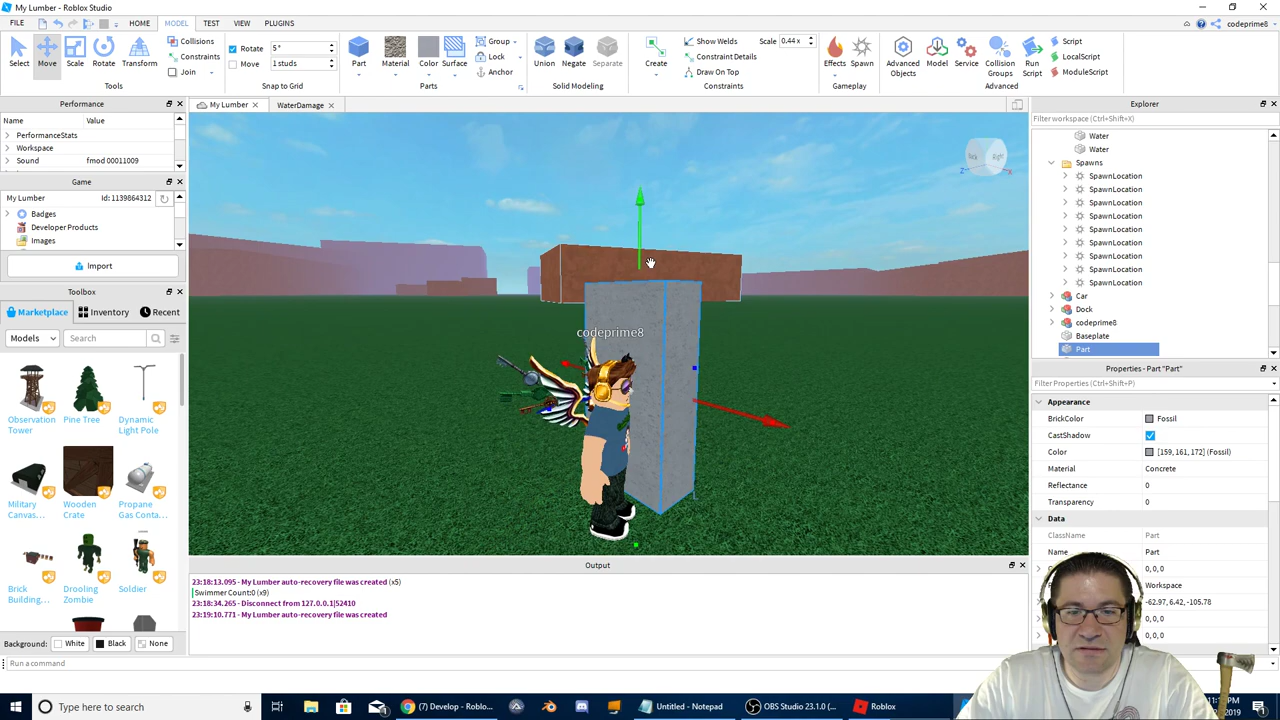 My Lumber - Roblox Studio
FILE HOME MODEL TEST VIEW PLUGINS codeprime8
Select Move Scale Rotate Transform
Collisions
Constraints
Join
Tools
Rotate 5°
Move 1 studs
Snap to Grid
Part Material Color Surface
Group
Lock
Anchor
Parts
Union Negate Separate
Solid Modeling
Create
Show Welds Scale 0.44 x
Constraint Details
Draw On Top
Constraints
Effects Spawn
Gameplay
Advanced Objects Model Service Collision Groups Run Script
Script
LocalScript
ModuleScript
Advanced
Performance
Name Value
PerformanceStats
Workspace
Sound fmod 00011009
Game
My Lumber Id: 1139864312
Badges
Developer Products
Images
Import
Toolbox
Marketplace Inventory Recent
Models Search
Observation Tower
Pine Tree
Dynamic Light Pole
Military Canvas...
Wooden Crate
Propane Gas Conta...
Brick Building...
Drooling Zombie
Soldier
Background: White Black None
Run a command
My Lumber WaterDamage
Back Right
Z X
codeprime8
Output
23:18:13.095 - My Lumber auto-recovery file was created (x5)
Swimmer Count:0 (x9)
23:18:34.265 - Disconnect from 127.0.0.1|52410
23:19:10.771 - My Lumber auto-recovery file was created
Explorer
Filter workspace (Ctrl+Shift+X)
Water
Water
Spawns
SpawnLocation
SpawnLocation
SpawnLocation
SpawnLocation
SpawnLocation
SpawnLocation
SpawnLocation
SpawnLocation
SpawnLocation
Car
Dock
codeprime8
Baseplate
Part
Properties - Part "Part"
Filter Properties (Ctrl+Shift+P)
Appearance
BrickColor Fossil
CastShadow
Color [159, 161, 172] (Fossil)
Material Concrete
Reflectance 0
Transparency 0
Data
ClassName Part
Name Part
0, 0, 0
Workspace
-62.97, 6.42, -105.78
0, 0, 0
0, 0, 0
Type here to search
(7) Develop - Roblo...
Untitled - Notepad
OBS Studio 23.1.0 (...
Roblox